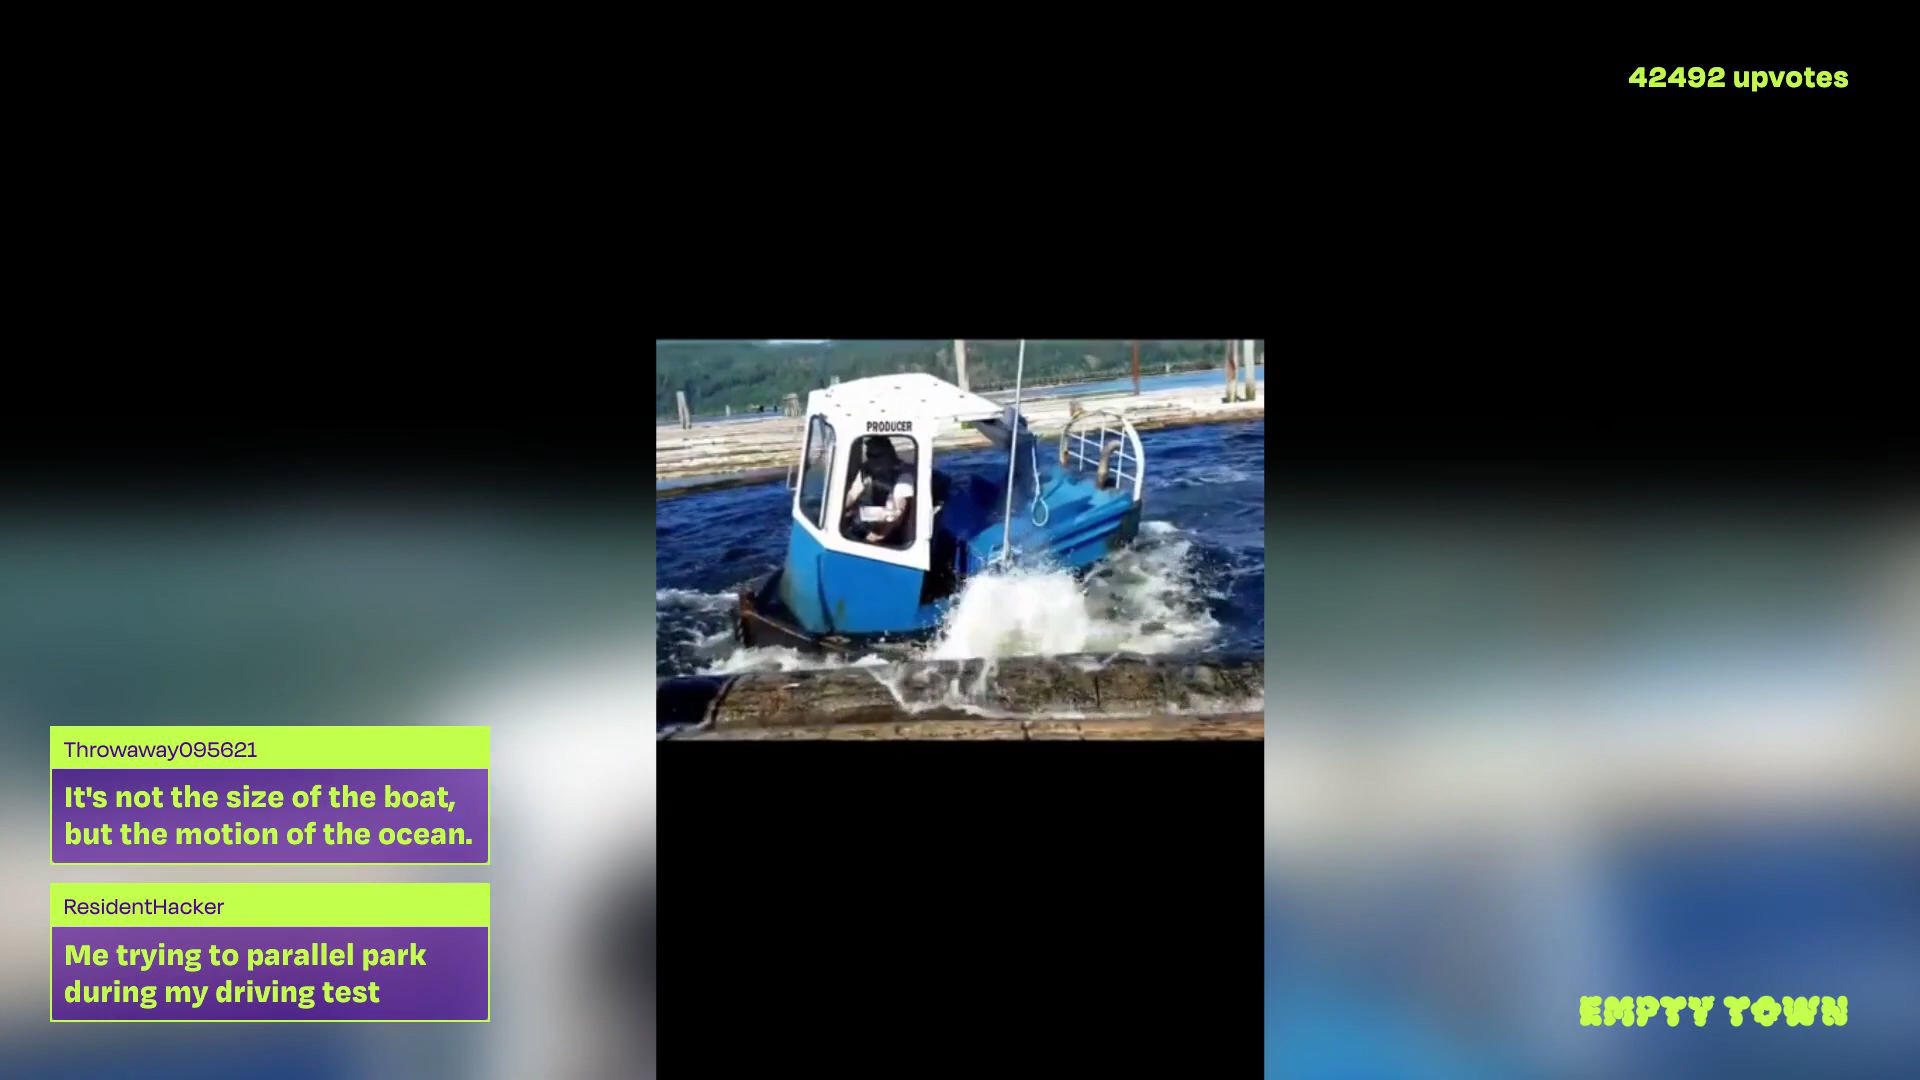 42492 upvotes
PRODUCER
Throwaway095621
It's not the size of the boat,
but the motion of the ocean.
ResidentHacker
Me trying to parallel park
during my driving test
EMPTY TOWN